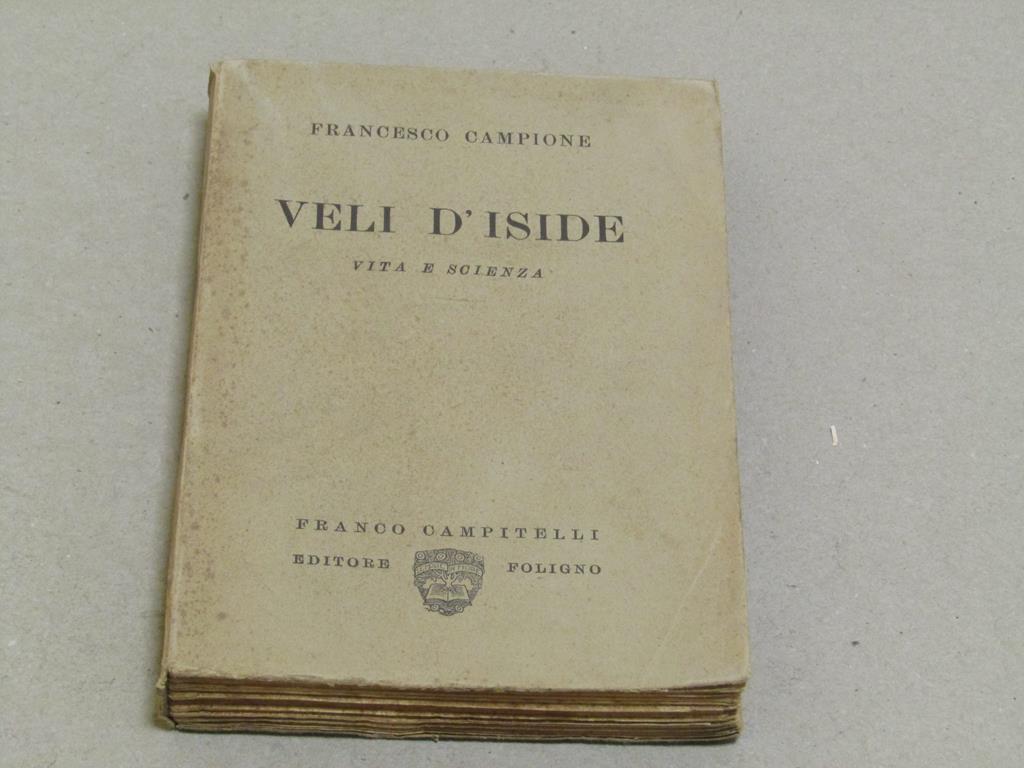 FRANCESCO CAMPIONE
VELI D'ISIDE
VITA E SCIENZA
FRANCO CAMPITELLI
EDITORE FOLIGNO